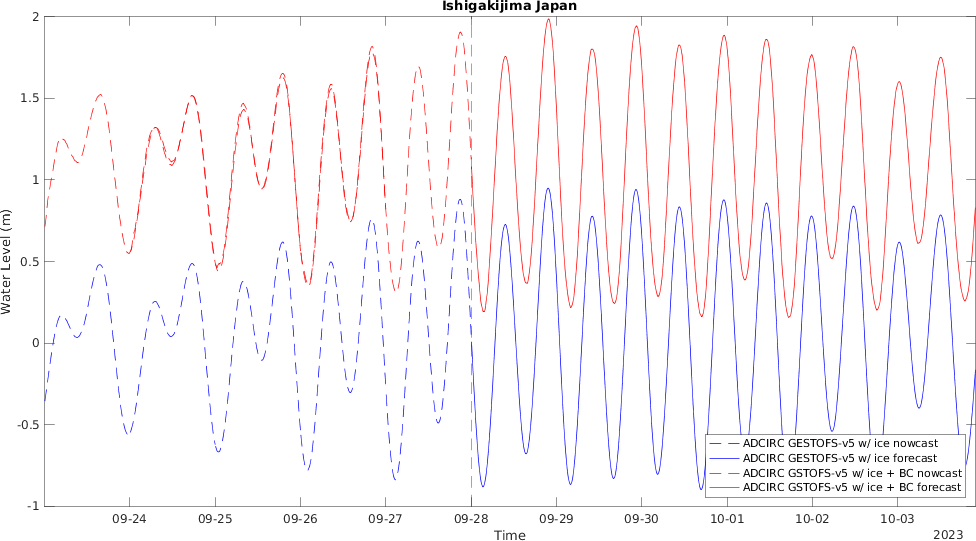 Ishigakijima Japan
2
1.5
1
0.5
0
-0.5
-1
Water Level (m)
09-24 09-25 09-26 09-27 09-28 09-29 09-30 10-01 10-02 10-03
Time
2023
ADCIRC GESTOFS-v5 w/ ice nowcast
ADCIRC GESTOFS-v5 w/ ice forecast
ADCIRC GSTOFS-v5 w/ ice + BC nowcast
ADCIRC GSTOFS-v5 w/ ice + BC forecast